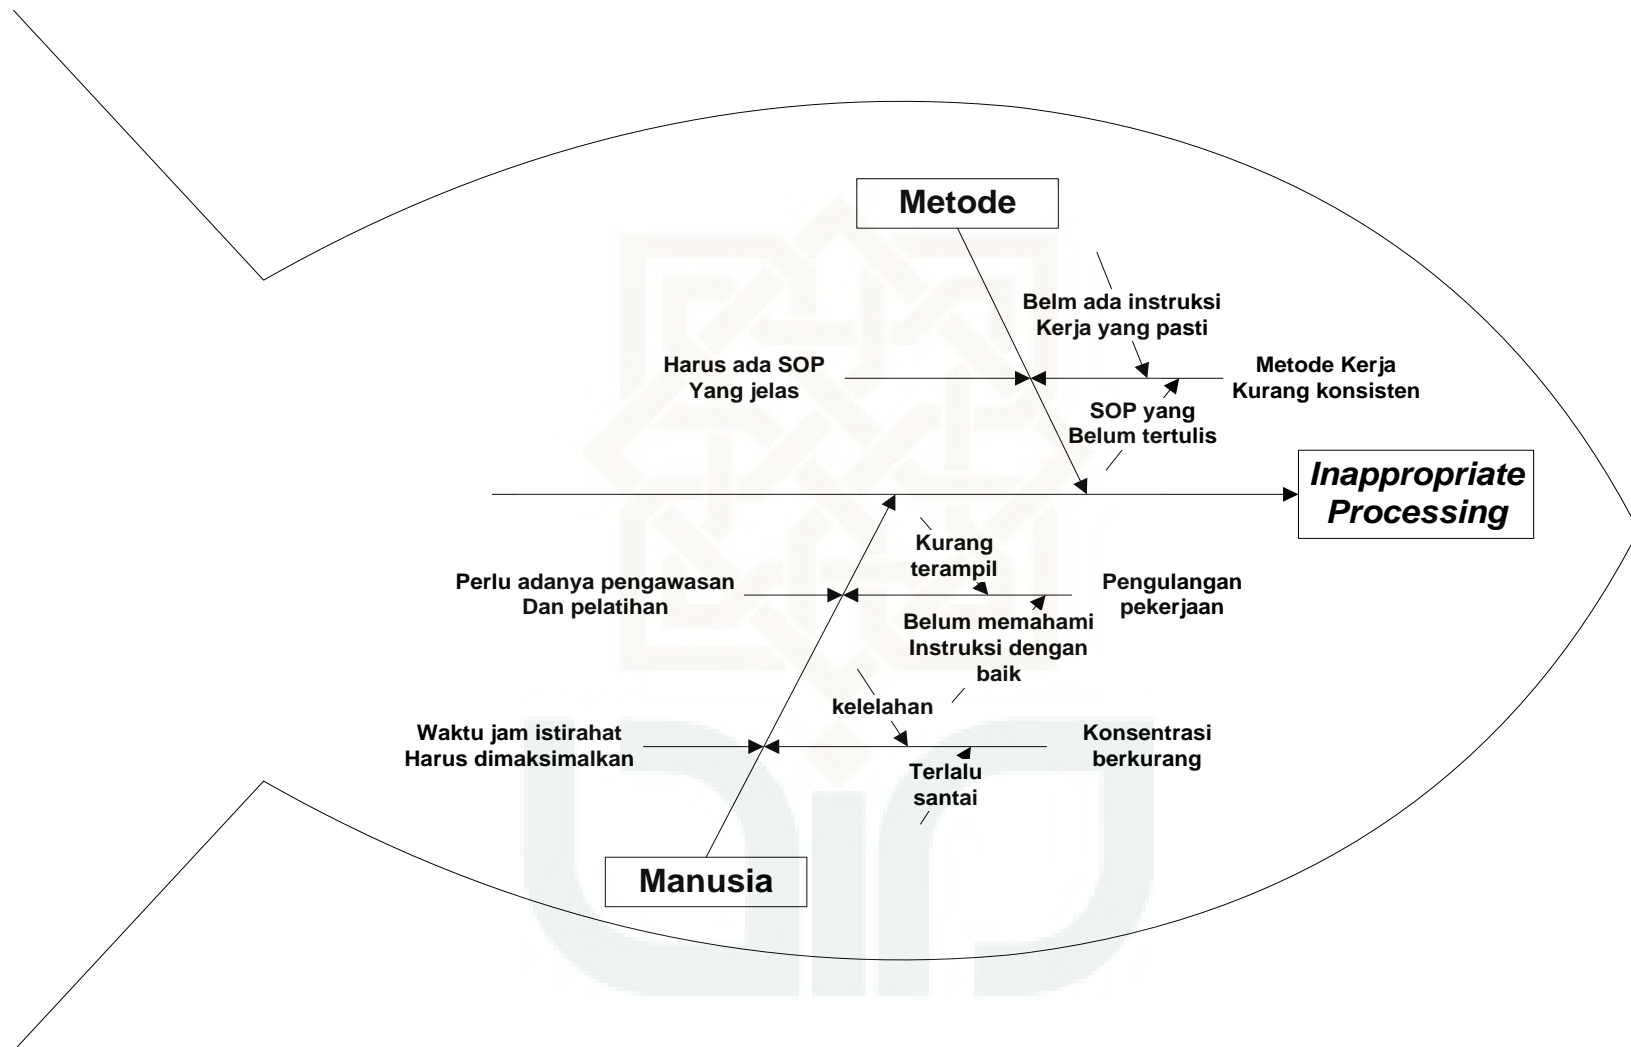 Metode
Belm ada instruksi
Kerja yang pasti
Harus ada SOP
Yang jelas
Metode Kerja
Kurang konsisten
SOP yang
Belum tertulis
Inappropriate
Processing
Kurang
terampil
Perlu adanya pengawasan
Dan pelatihan
Pengulangan
pekerjaan
Belum memahami
Instruksi dengan
baik
kelelahan
Waktu jam istirahat
Harus dimaksimalkan
Konsentrasi
berkurang
Terlalu
santai
Manusia